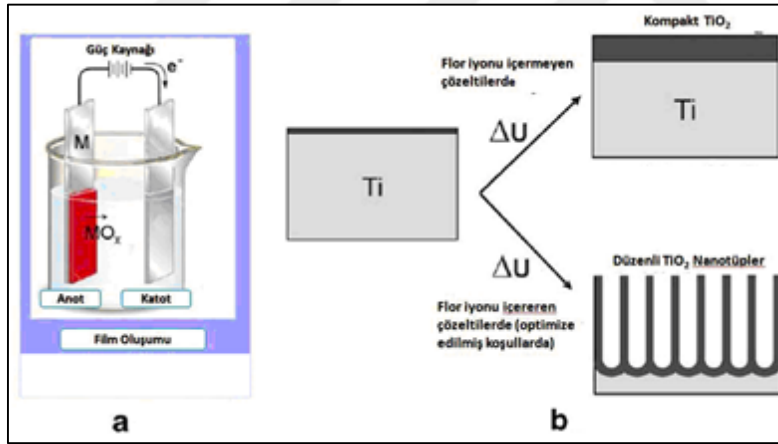 Güç Kaynağı
e⁻
M
MOₓ
Anot
Katot
Film Oluşumu
a
Ti
Flor iyonu içermeyen
çözeltilerde
ΔU
Kompakt TiO₂
Ti
ΔU
Flor iyonu içereren
çözeltilerde (optimize
edilmiş koşullarda)
Düzenli TiO₂ Nanotüpler
b